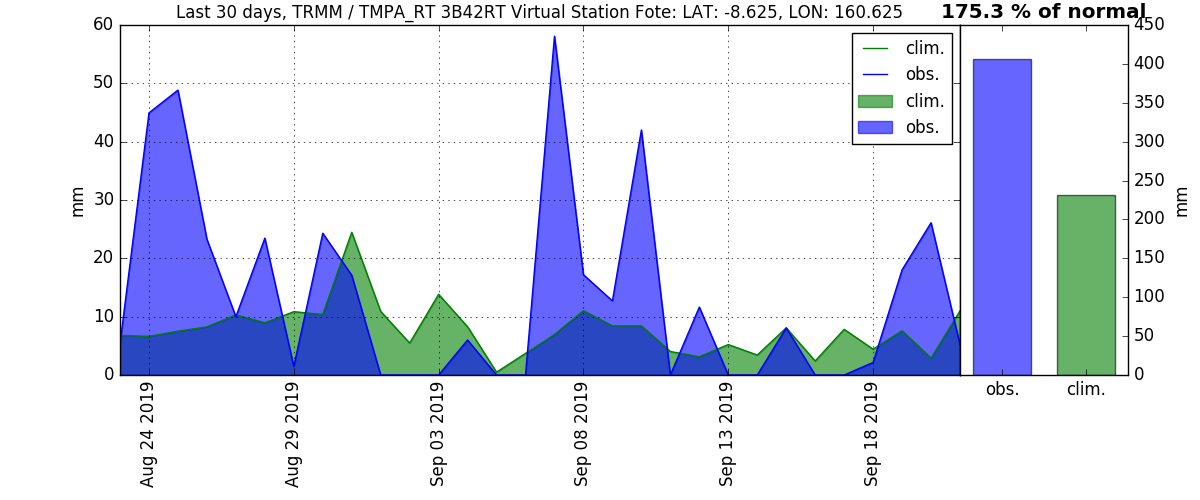 Last 30 days, TRMM / TMPA_RT 3B42RT Virtual Station Fote: LAT: -8.625, LON: 160.625
175.3 % of normal
60
50
40
30
20
10
0
mm
clim.
obs.
clim.
obs.
Aug 24 2019
Aug 29 2019
Sep 03 2019
Sep 08 2019
Sep 13 2019
Sep 18 2019
450
400
350
300
250
200
150
100
50
0
mm
obs.
clim.